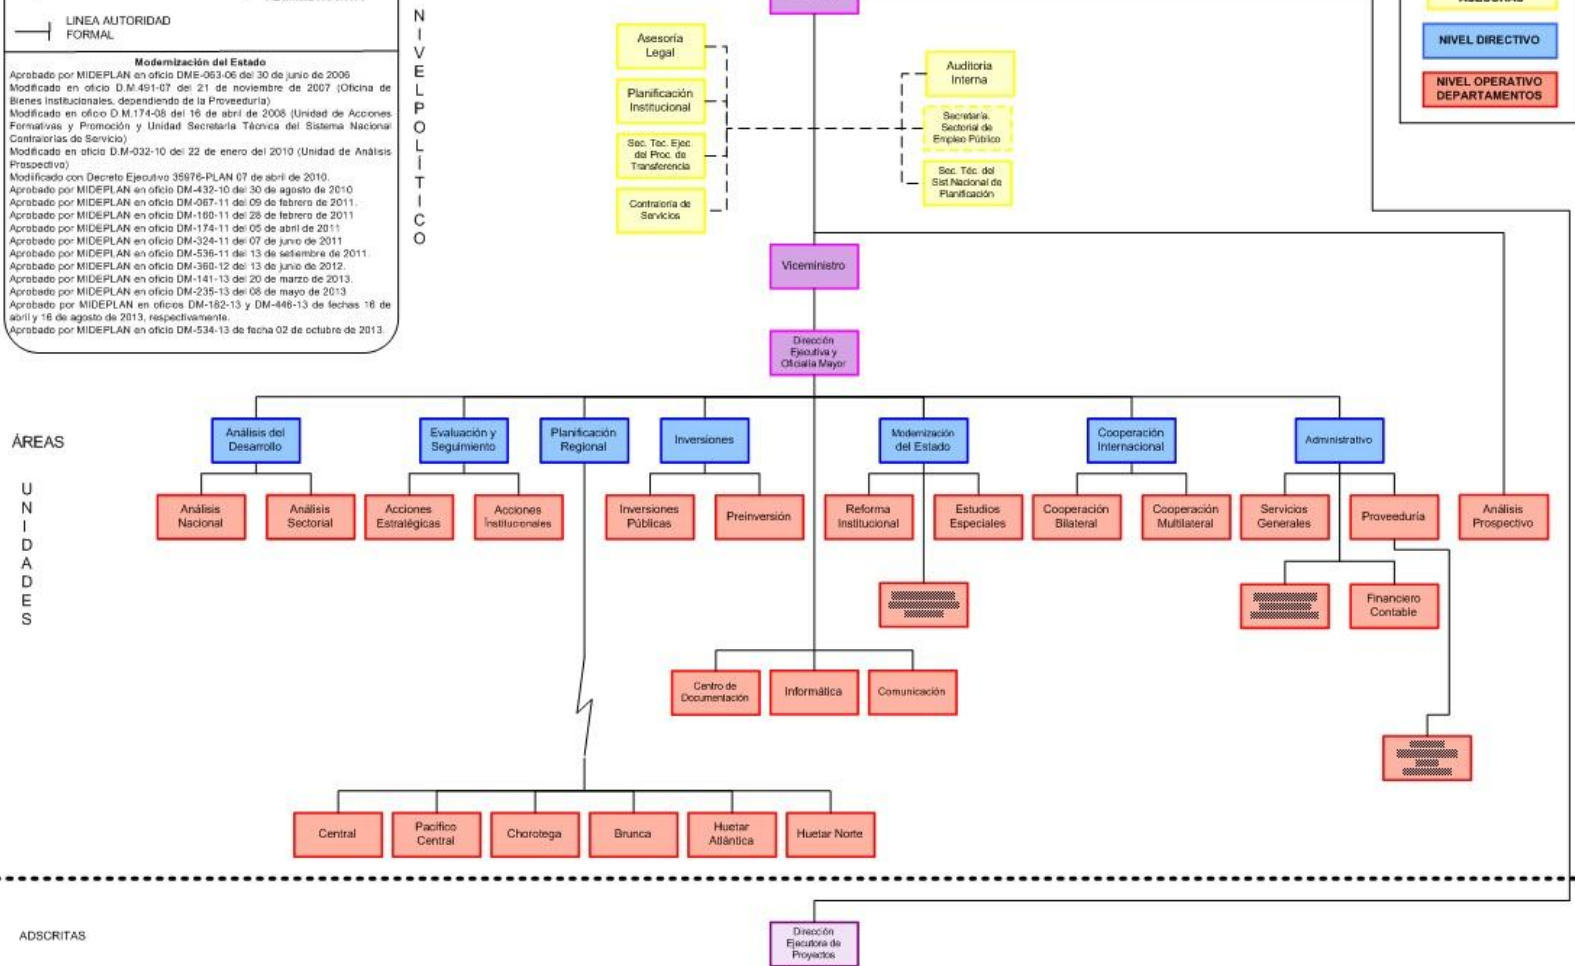 LINEA AUTORIDAD
FORMAL
Modernización del Estado
Aprobado por MIDEPLAN en oficio DME-063-06 del 30 de junio de 2006
Modificado en oficio D.M.491-07 del 21 de noviembre de 2007 (Oficina de
Bienes Institucionales, dependiendo de la Proveeduría)
Modificado en oficio D.M.174-08 del 16 de abril de 2008 (Unidad de Acciones
Formativas y Promoción y Unidad Secretaría Técnica del Sistema Nacional
Contralorías de Servicio)
Modificado en oficio D.M-032-10 del 22 de enero del 2010 (Unidad de Análisis
Prospectivo)
Modificado con Decreto Ejecutivo 35976-PLAN 07 de abril de 2010.
Aprobado por MIDEPLAN en oficio DM-432-10 del 30 de agosto de 2010
Aprobado por MIDEPLAN en oficio DM-067-11 del 09 de febrero de 2011.
Aprobado por MIDEPLAN en oficio DM-160-11 del 28 de febrero de 2011
Aprobado por MIDEPLAN en oficio DM-174-11 del 05 de abril de 2011
Aprobado por MIDEPLAN en oficio DM-324-11 del 07 de junio de 2011
Aprobado por MIDEPLAN en oficio DM-536-11 del 13 de setiembre de 2011.
Aprobado por MIDEPLAN en oficio DM-360-12 del 13 de junio de 2012.
Aprobado por MIDEPLAN en oficio DM-141-13 del 20 de marzo de 2013.
Aprobado por MIDEPLAN en oficio DM-235-13 del 08 de mayo de 2013
Aprobado por MIDEPLAN en oficios DM-182-13 y DM-446-13 de fechas 16 de
abril y 16 de agosto de 2013, respectivamente.
Aprobado por MIDEPLAN en oficio DM-534-13 de fecha 02 de octubre de 2013.
NIVEL POLÍTICO
Asesoría
Legal
Planificación
Institucional
Sec. Tec. Ejec
del Proc. de
Transferencia
Contraloría de
Servicios
Auditoria
Interna
Secretaría.
Sectorial de
Empleo Público
Sec. Téc. del
Sist.Nacional de
Planificación
ASESORAS
NIVEL DIRECTIVO
NIVEL OPERATIVO
DEPARTAMENTOS
Viceministro
Dirección
Ejecutiva y
Oficialía Mayor
ÁREAS
Análisis del
Desarrollo
Evaluación y
Seguimiento
Planificación
Regional
Inversiones
Modernización
del Estado
Cooperación
Internacional
Administrativo
UNIDADES
Análisis
Nacional
Análisis
Sectorial
Acciones
Estratégicas
Acciones
Institucionales
Inversiones
Públicas
Preinversión
Reforma
Institucional
Estudios
Especiales
Cooperación
Bilateral
Cooperación
Multilateral
Servicios
Generales
Proveeduría
Análisis
Prospectivo
Financiero
Contable
Centro de
Documentación
Informática
Comunicación
Central
Pacífico
Central
Chorotega
Brunca
Huetar
Atlántica
Huetar Norte
ADSCRITAS
Dirección
Ejecutora de
Proyectos